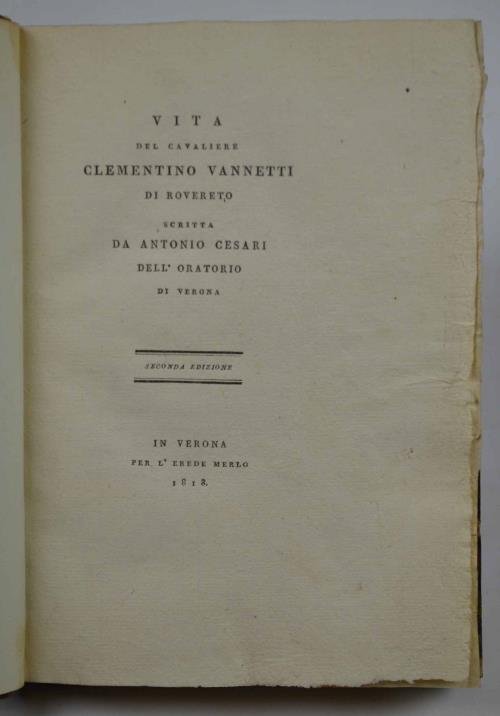 VITA
DEL CAVALIERE
CLEMENTINO VANNETTI
DI ROVERETO
SCRITTA
DA ANTONIO CESARI
DELL' ORATORIO
DI VERONA
SECONDA EDIZIONE
IN VERONA
PER L' EREDE MERLO
1818.